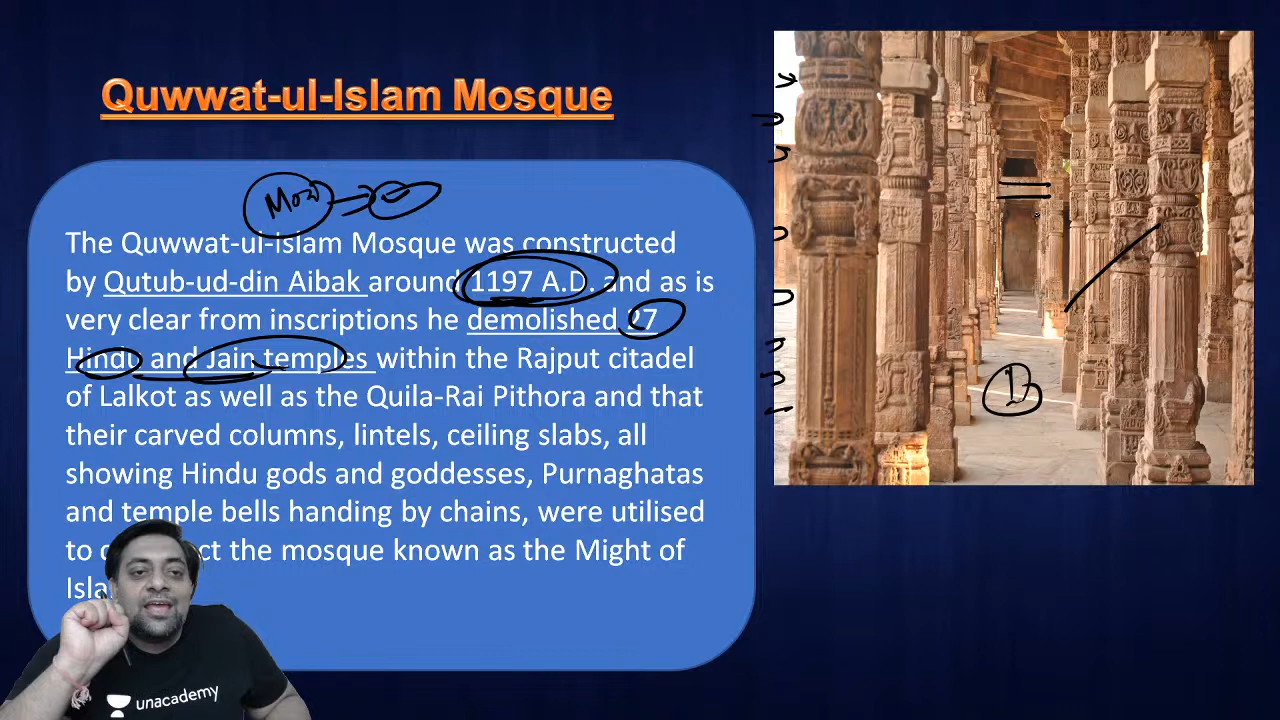 Quwwat-ul-Islam Mosque
The Quwwat-ul-Islam Mosque was constructed
by Qutub-ud-din Aibak around 1197 A.D. and as is
very clear from inscriptions he demolished 27
Hindu and Jain temples within the Rajput citadel
of Lalkot as well as the Quila-Rai Pithora and that
their carved columns, lintels, ceiling slabs, all
showing Hindu gods and goddesses, Purnaghatas
and temple bells handing by chains, were utilised
to ct the mosque known as the Might of
Isla
unacademy